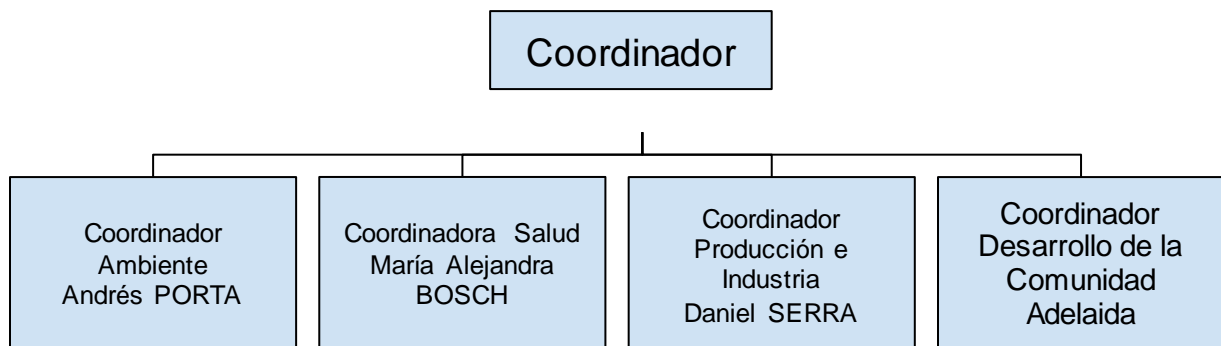 Coordinador
Coordinador
Ambiente
Andrés PORTA
Coordinadora Salud
María Alejandra
BOSCH
Coordinador
Producción e
Industria
Daniel SERRA
Coordinador
Desarrollo de la
Comunidad
Adelaida